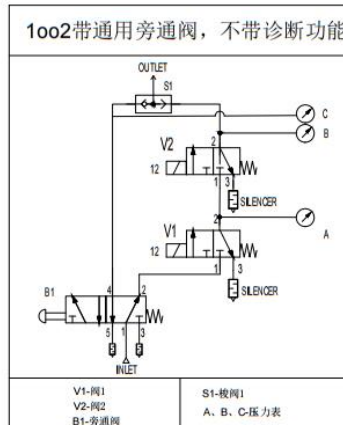 1oo2带通用旁通阀，不带诊断功能
OUTLET
S1
C
B
2
V2
12
1 3
SILENCER
2
A
V1
12
1 3
SILENCER
B1
4 2
5 1 3
INLET
V1-阀1
V2-阀2
B1-旁通阀
S1-梭阀1
A、B、C-压力表